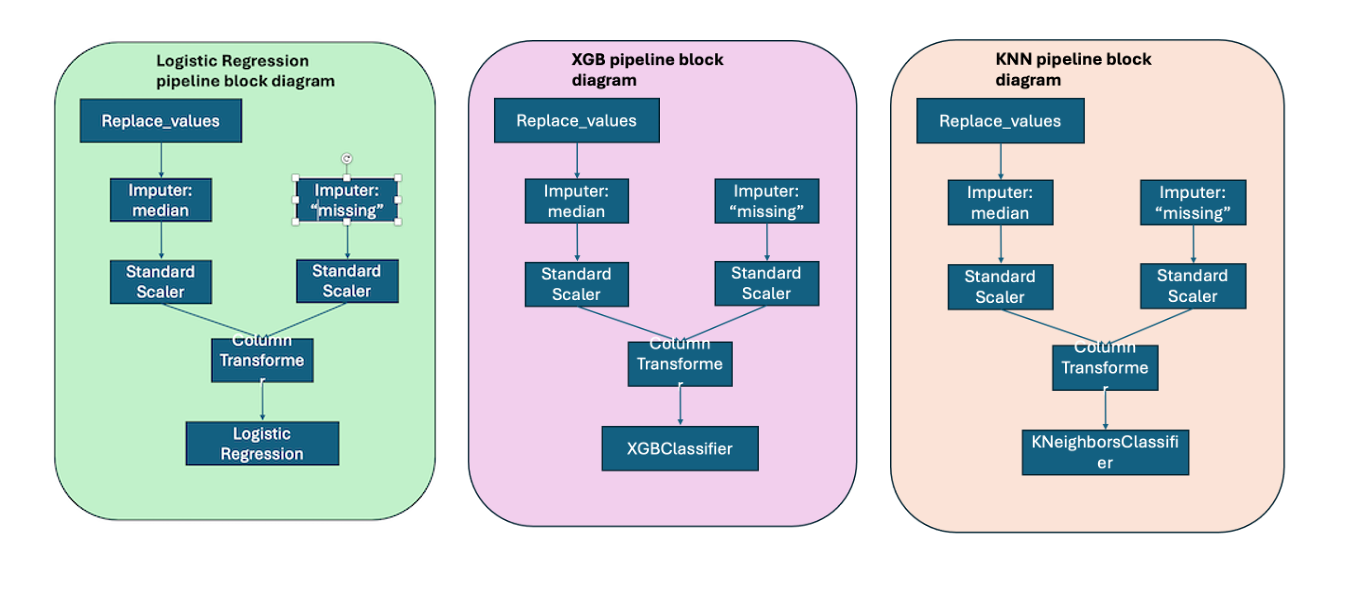 Logistic Regression
pipeline block diagram
Replace_values
Imputer:
median
Imputer:
“missing”
Standard
Scaler
Standard
Scaler
Column
Transforme
r
Logistic
Regression
XGB pipeline block
diagram
Replace_values
Imputer:
median
Imputer:
“missing”
Standard
Scaler
Standard
Scaler
Column
Transforme
r
XGBClassifier
KNN pipeline block
diagram
Replace_values
Imputer:
median
Imputer:
“missing”
Standard
Scaler
Standard
Scaler
Column
Transforme
r
KNeighborsClassifi
er